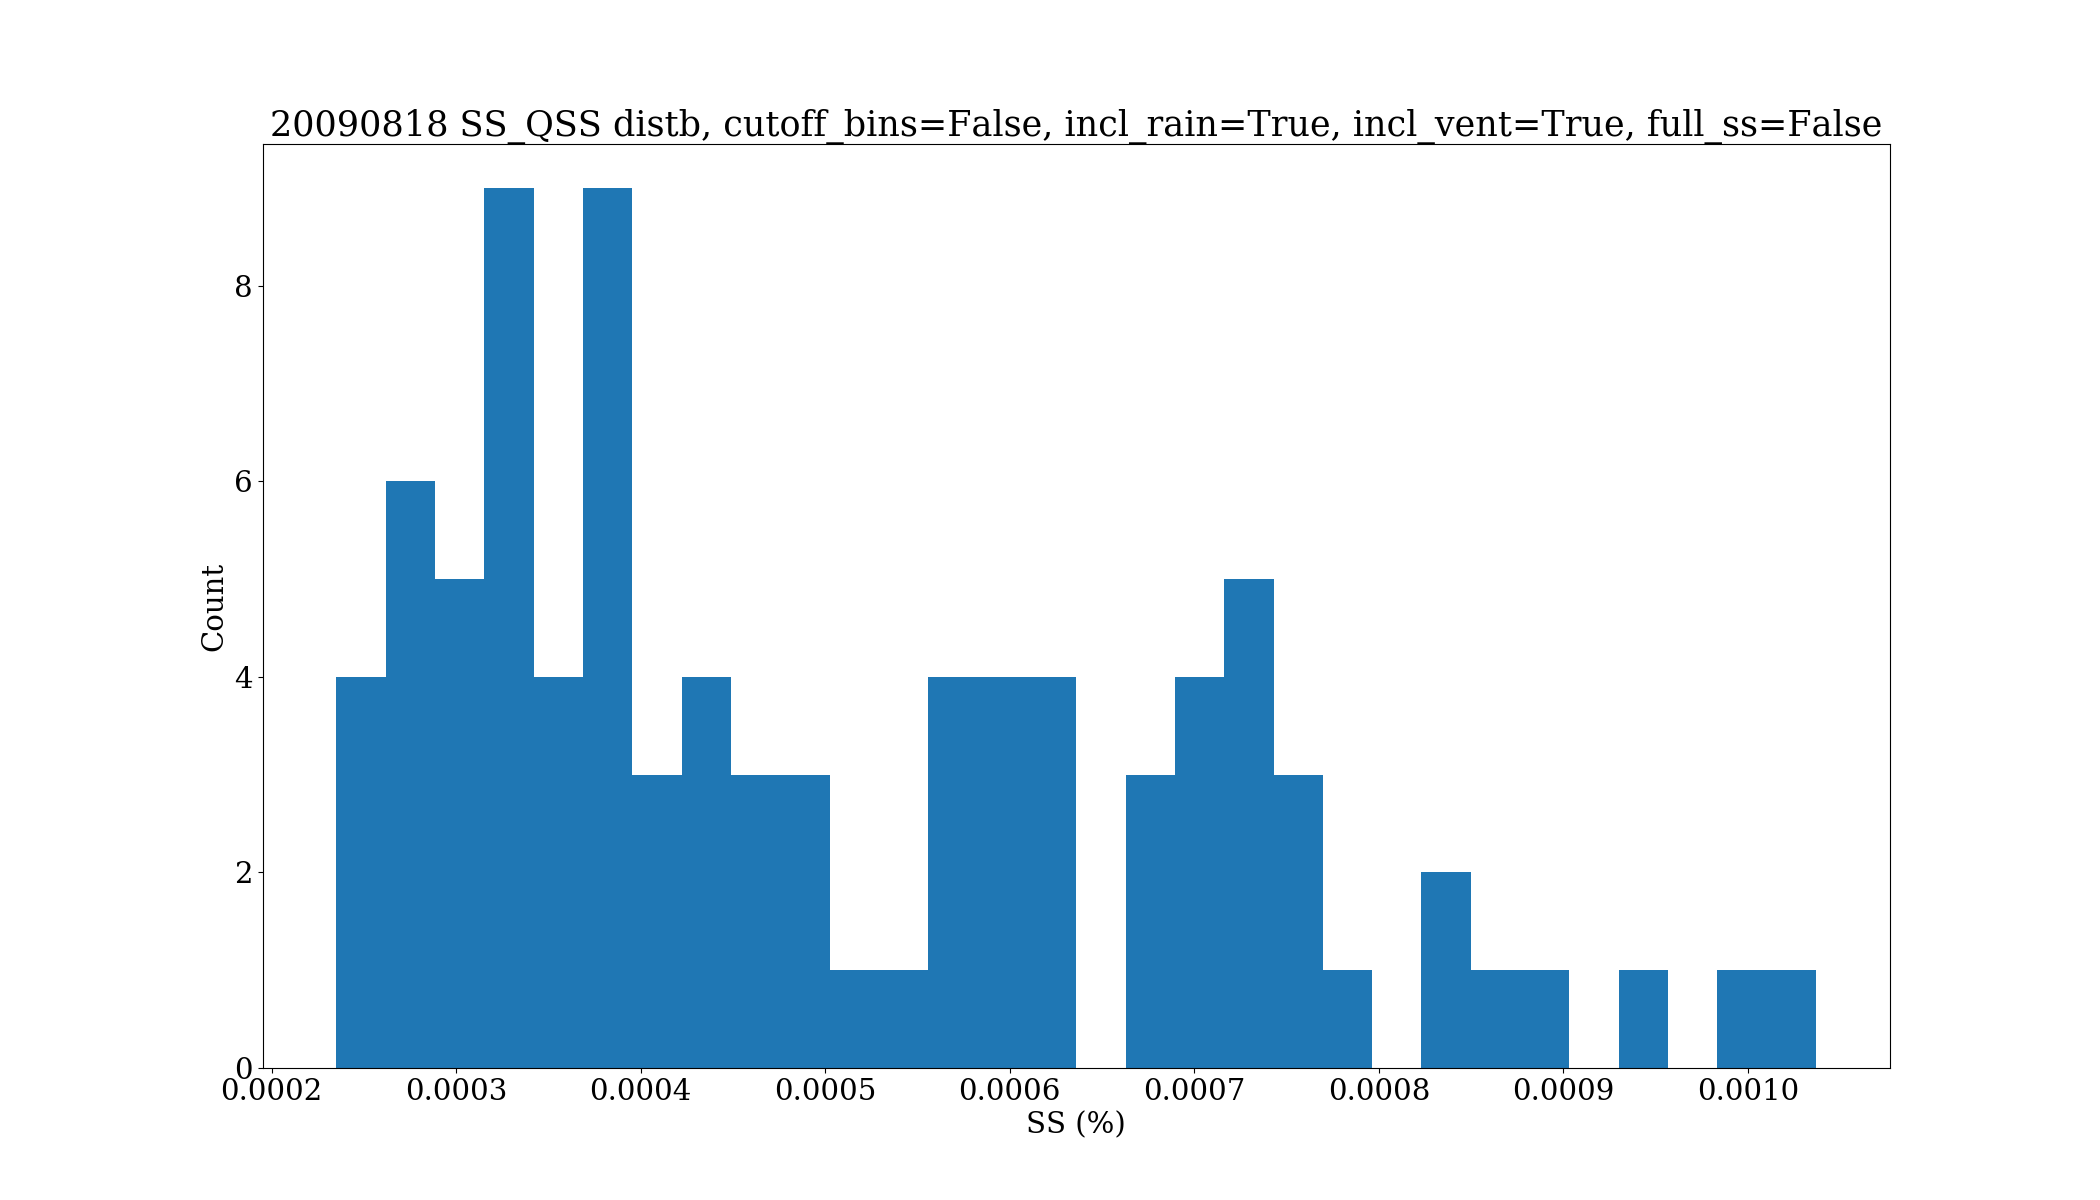 20090818 SS_QSS distb, cutoff_bins=False, incl_rain=True, incl_vent=True, full_ss=False
8
6
4
2
0
Count
0.0002 0.0003 0.0004 0.0005 0.0006 0.0007 0.0008 0.0009 0.0010
SS (%)